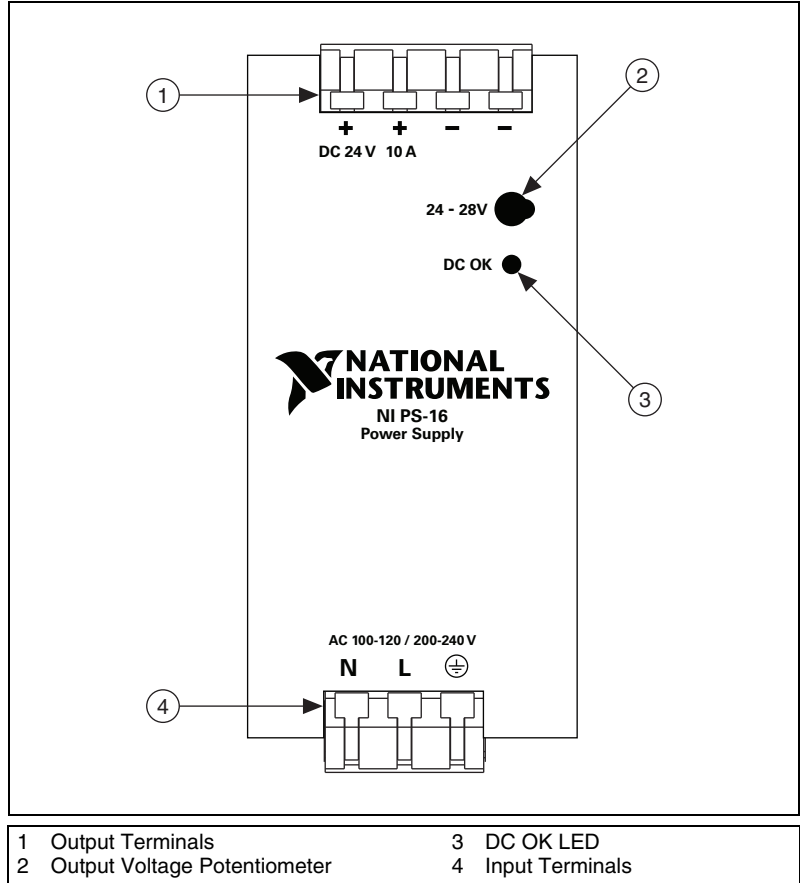 1
2
+ + − −
DC 24 V 10 A
24 - 28V
DC OK
3
NATIONAL
INSTRUMENTS
NI PS-16
Power Supply
AC 100-120 / 200-240 V
N L
4
1 Output Terminals
2 Output Voltage Potentiometer
3 DC OK LED
4 Input Terminals